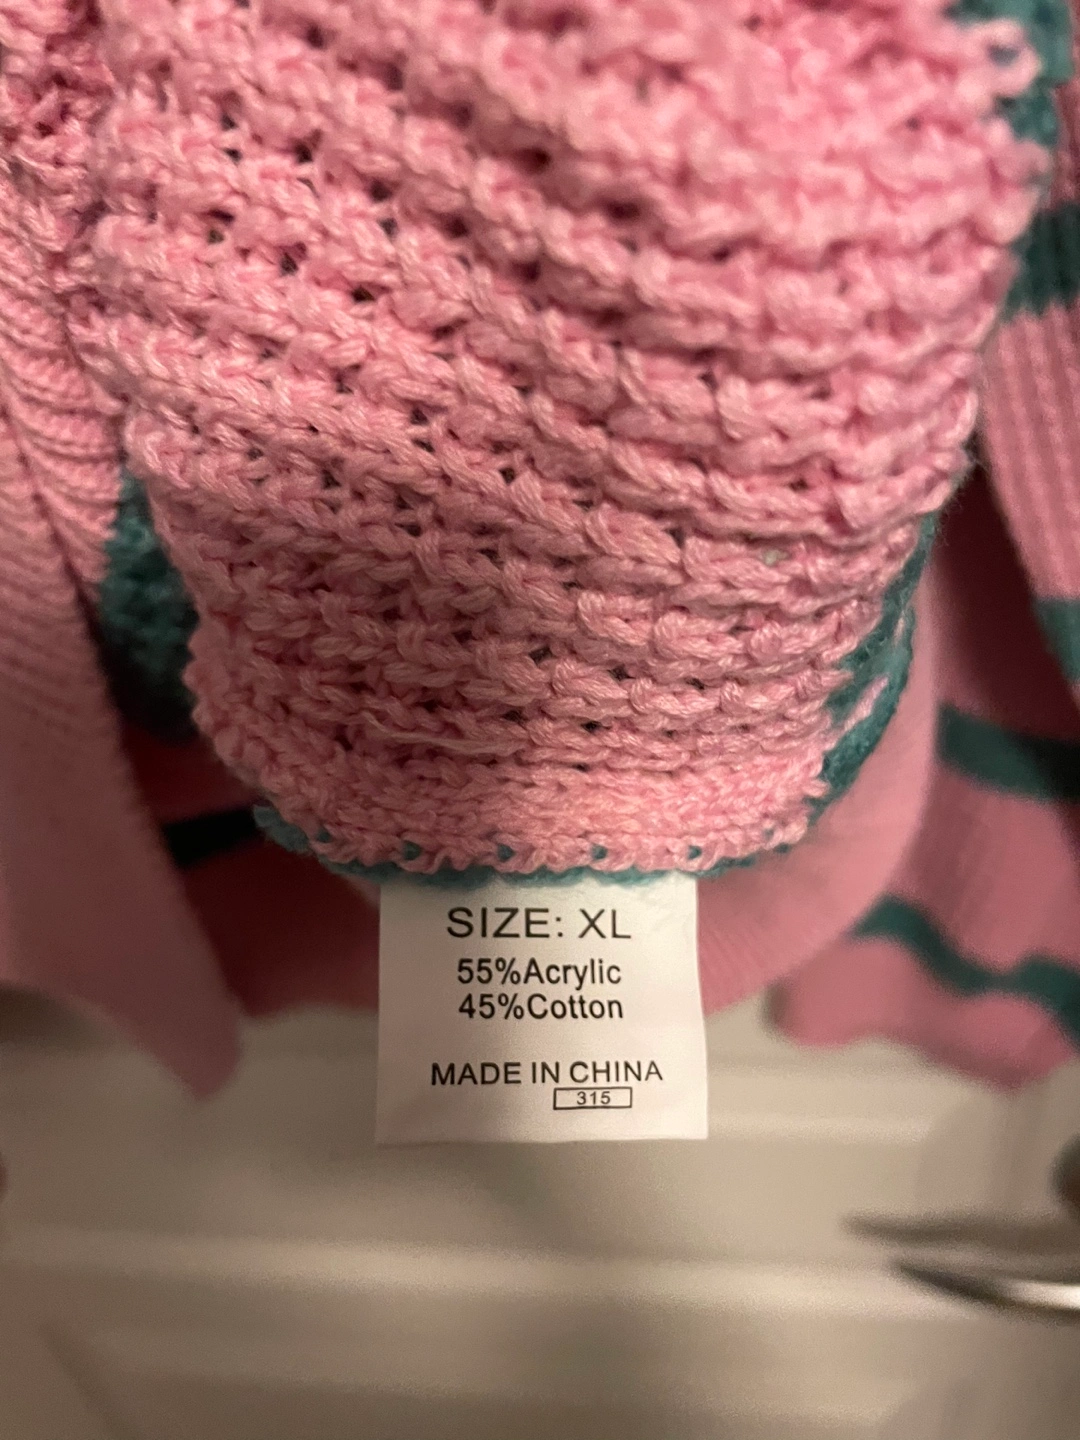 SIZE: XL
55%Acrylic
45%Cotton
MADE IN CHINA
315